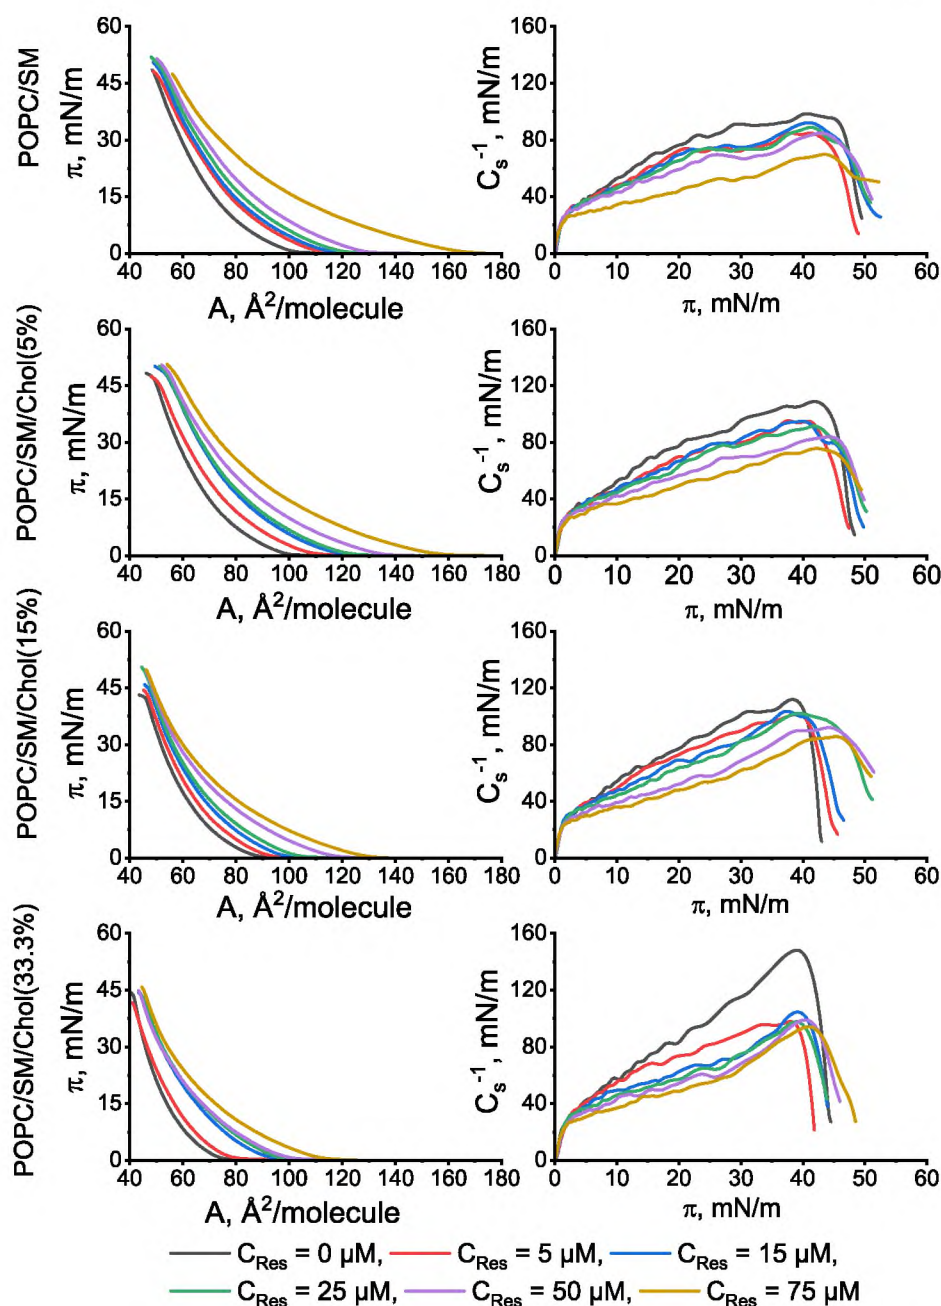 POPC/SM
π, mN/m
60
45
30
15
0
40 60 80 100 120 140 160 180
A, Å²/molecule
Cₛ⁻¹, mN/m
160
120
80
40
0
0 10 20 30 40 50 60
π, mN/m
POPC/SM/Chol(5%)
π, mN/m
60
45
30
15
0
40 60 80 100 120 140 160 180
A, Å²/molecule
Cₛ⁻¹, mN/m
160
120
80
40
0
0 10 20 30 40 50 60
π, mN/m
POPC/SM/Chol(15%)
π, mN/m
60
45
30
15
0
40 60 80 100 120 140 160 180
A, Å²/molecule
Cₛ⁻¹, mN/m
160
120
80
40
0
0 10 20 30 40 50 60
π, mN/m
POPC/SM/Chol(33.3%)
π, mN/m
60
45
30
15
0
40 60 80 100 120 140 160 180
A, Å²/molecule
Cₛ⁻¹, mN/m
160
120
80
40
0
0 10 20 30 40 50 60
π, mN/m
C_Res = 0 µM, C_Res = 5 µM, C_Res = 15 µM,
C_Res = 25 µM, C_Res = 50 µM, C_Res = 75 µM